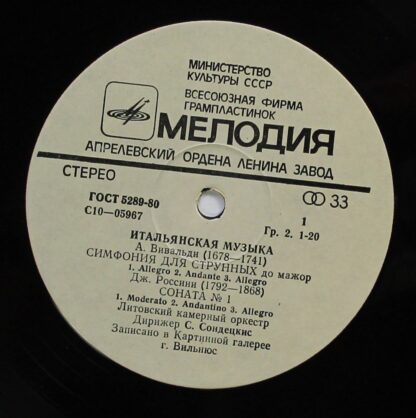 МИНИСТЕРСТВО
КУЛЬТУРЫ СССР
ВСЕСОЮЗНАЯ ФИРМА
ГРАМПЛАСТИНОК
МЕЛОДИЯ
АПРЕЛЕВСКИЙ ОРДЕНА ЛЕНИНА ЗАВОД
СТЕРЕО
33
ГОСТ 5289-80
1
С10—05967
Гр. 2. 1-20
ИТАЛЬЯНСКАЯ МУЗЫКА
А. Вивальди (1678—1741)
СИМФОНИЯ ДЛЯ СТРУННЫХ до мажор
1. Allegro 2. Andante 3. Allegro
Дж. Россини (1792—1868)
СОНАТА № 1
1. Moderato 2. Andantino 3. Allegro
Литовский камерный оркестр
Дирижер С. Сондецкис
Записано в Картинной галерее
г. Вильнюс